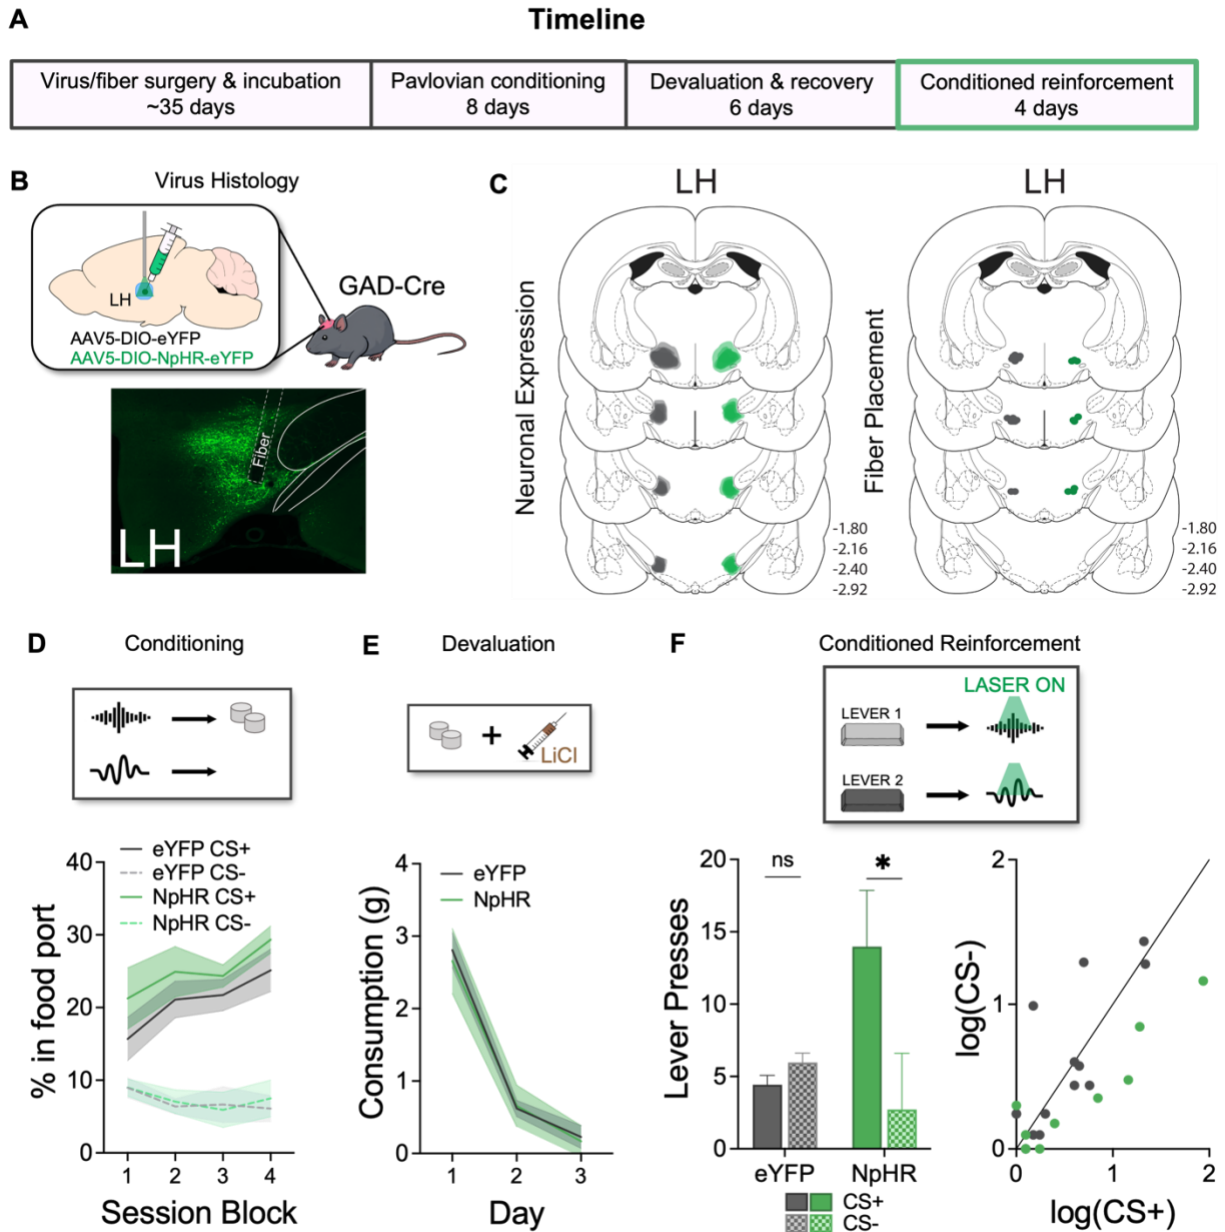 A
Timeline
Virus/fiber surgery & incubation
~35 days
Pavlovian conditioning
8 days
Devaluation & recovery
6 days
Conditioned reinforcement
4 days
B
Virus Histology
LH
AAV5-DIO-eYFP
AAV5-DIO-NpHR-eYFP
GAD-Cre
Fiber
LH
C
LH
LH
Neuronal Expression
Fiber Placement
-1.80
-2.16
-2.40
-2.92
-1.80
-2.16
-2.40
-2.92
D
Conditioning
eYFP CS+
eYFP CS-
NpHR CS+
NpHR CS-
% in food port
40
30
20
10
0
1 2 3 4
Session Block
E
Devaluation
+
LiCl
eYFP
NpHR
Consumption (g)
4
3
2
1
0
1 2 3
Day
F
Conditioned Reinforcement
LASER ON
LEVER 1
LEVER 2
Lever Presses
20
15
10
5
0
ns
*
eYFP NpHR
CS+
CS-
log(CS-)
2
1
0
0 1 2
log(CS+)